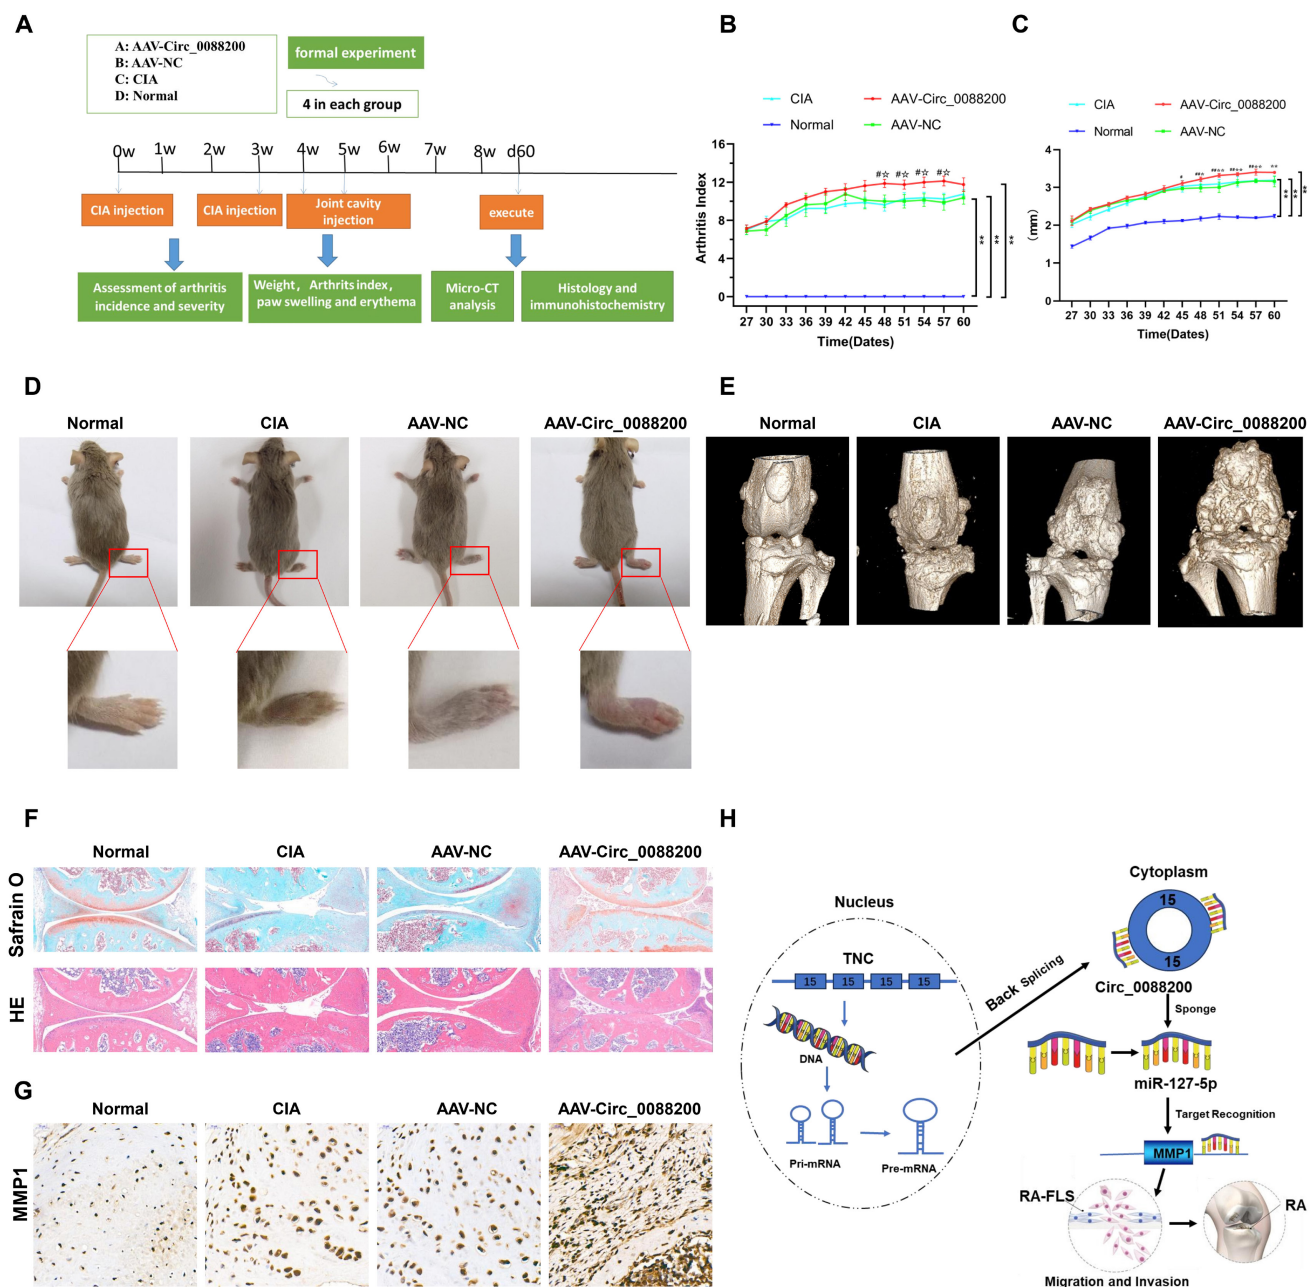 A
A: AAV-Circ_0088200
B: AAV-NC
C: CIA
D: Normal
formal experiment
4 in each group
0w 1w 2w 3w 4w 5w 6w 7w 8w d60
CIA injection
CIA injection
Joint cavity
injection
execute
Assessment of arthritis
incidence and severity
Weight, Arthrits index,
paw swelling and erythema
Micro-CT
analysis
Histology and
immunohistochemistry
B
CIA
AAV-Circ_0088200
Normal
AAV-NC
Arthritis Index
16
12
8
4
0
#☆ #☆ #☆ #☆
** ** **
27 30 33 36 39 42 45 48 51 54 57 60
Time(Dates)
C
CIA
AAV-Circ_0088200
Normal
AAV-NC
(mm)
4
3
2
1
0
** ** **
27 30 33 36 39 42 45 48 51 54 57 60
Time(Dates)
D
Normal CIA AAV-NC AAV-Circ_0088200
E
Normal CIA AAV-NC AAV-Circ_0088200
F
Normal CIA AAV-NC AAV-Circ_0088200
Safrain O
HE
G
Normal CIA AAV-NC AAV-Circ_0088200
MMP1
H
Nucleus
TNC
15 15 15 15
DNA
Pri-mRNA
Pre-mRNA
Back splicing
Cytoplasm
15
15
Circ_0088200
Sponge
miR-127-5p
Target Recognition
MMP1
RA-FLS
RA
Migration and Invasion